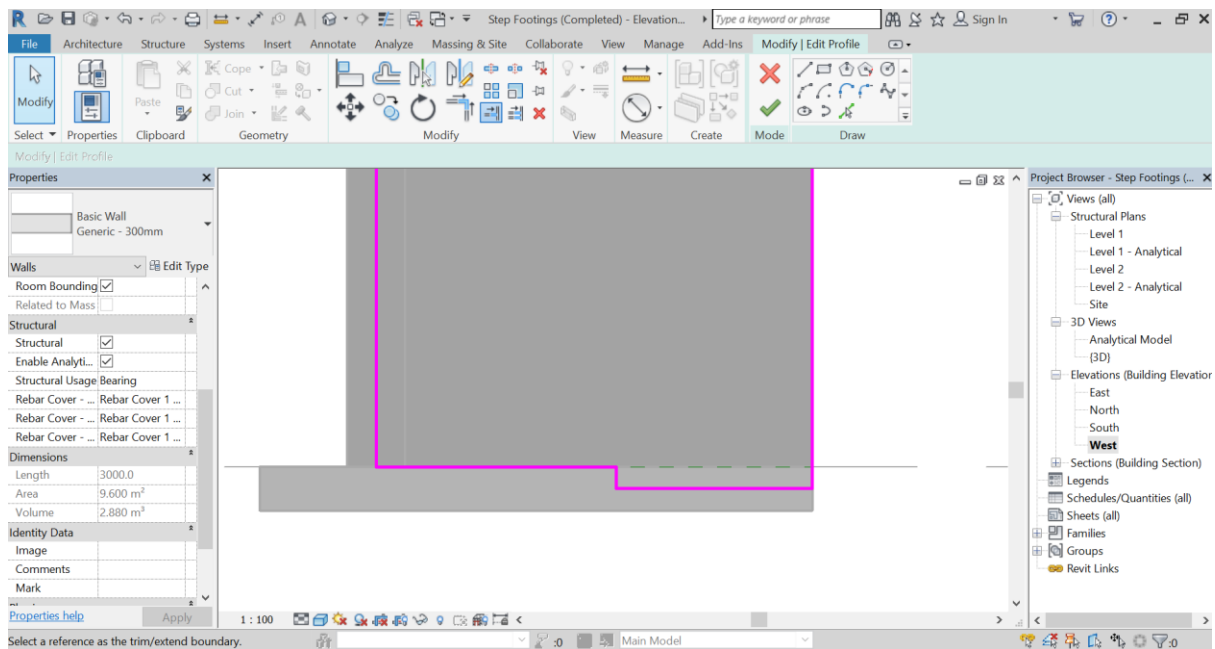 Step Footings (Completed) - Elevation...
Type a keyword or phrase
Sign In
File Architecture Structure Systems Insert Annotate Analyze Massing & Site Collaborate View Manage Add-Ins Modify | Edit Profile
Modify
Paste
Cope
Cut
Join
Select Properties Clipboard Geometry Modify View Measure Create Mode Draw
Modify | Edit Profile
Properties
Basic Wall
Generic - 300mm
Walls
Edit Type
Room Bounding
Related to Mass
Structural
Structural
Enable Analyti...
Structural Usage Bearing
Rebar Cover - ... Rebar Cover 1 ...
Rebar Cover - ... Rebar Cover 1 ...
Rebar Cover - ... Rebar Cover 1 ...
Dimensions
Length 3000.0
Area 9.600 m²
Volume 2.880 m³
Identity Data
Image
Comments
Mark
Properties help
Apply
1 : 100
Project Browser - Step Footings (...
Views (all)
Structural Plans
Level 1
Level 1 - Analytical
Level 2
Level 2 - Analytical
Site
3D Views
Analytical Model
{3D}
Elevations (Building Elevation
East
North
South
West
Sections (Building Section)
Legends
Schedules/Quantities (all)
Sheets (all)
Families
Groups
Revit Links
Select a reference as the trim/extend boundary.
:0
Main Model
:0